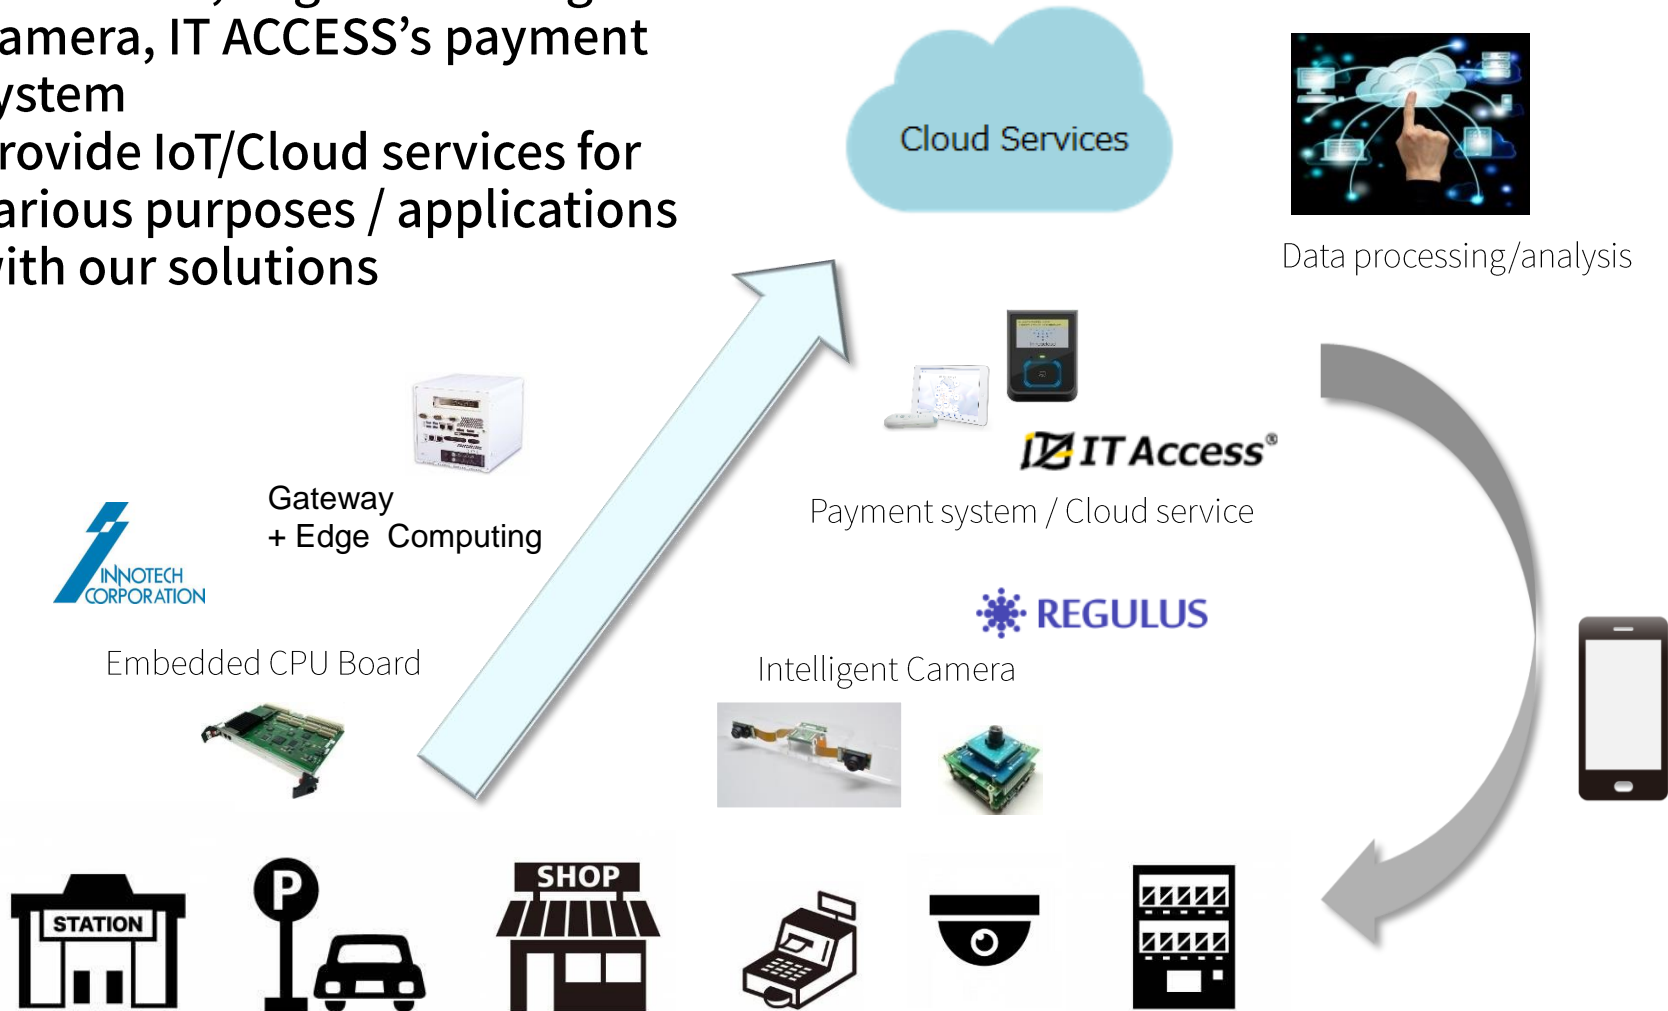 amera, IT ACCESS's payment
ystem
rovide IoT/Cloud services for
arious purposes / applications
ith our solutions
Cloud Services
Data processing/analysis
IT Access®
Payment system / Cloud service
Gateway
+ Edge Computing
INNOTECH
CORPORATION
REGULUS
Embedded CPU Board
Intelligent Camera
STATION
P
SHOP